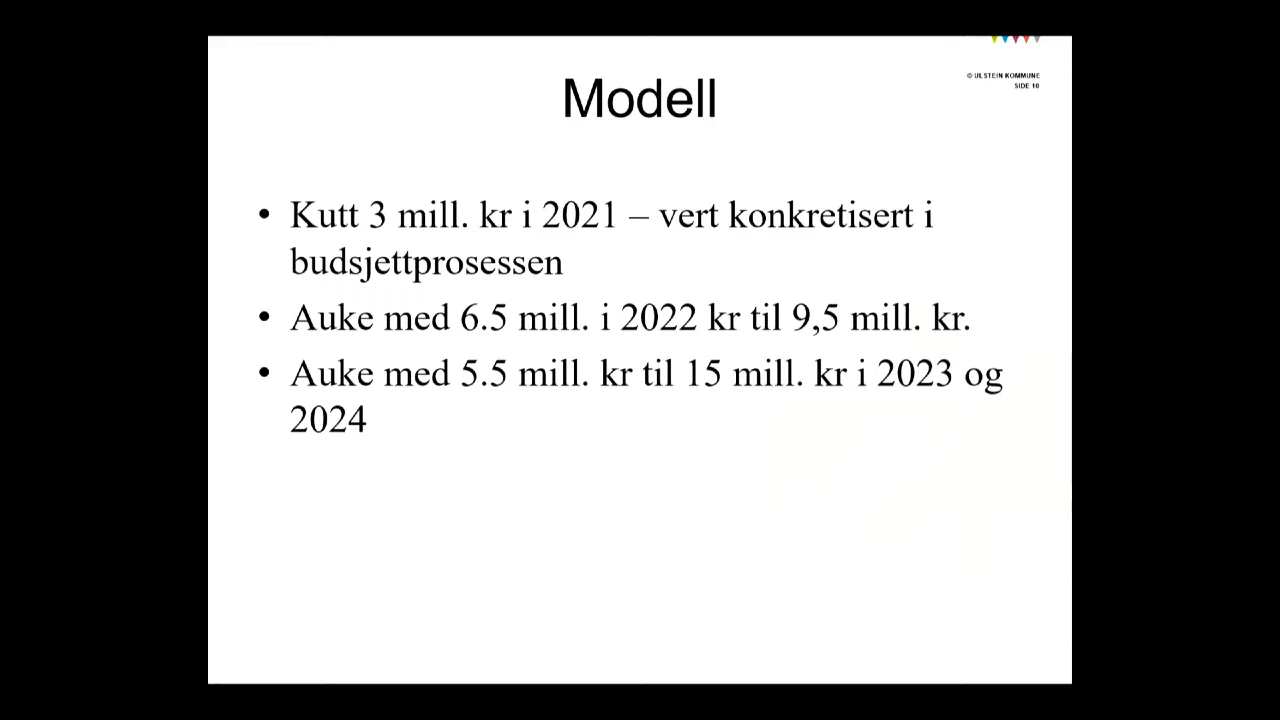 © ULSTEIN KOMMUNE
SIDE 10
Modell
• Kutt 3 mill. kr i 2021 – vert konkretisert i
budsjettprosessen
• Auke med 6.5 mill. i 2022 kr til 9,5 mill. kr.
• Auke med 5.5 mill. kr til 15 mill. kr i 2023 og
2024